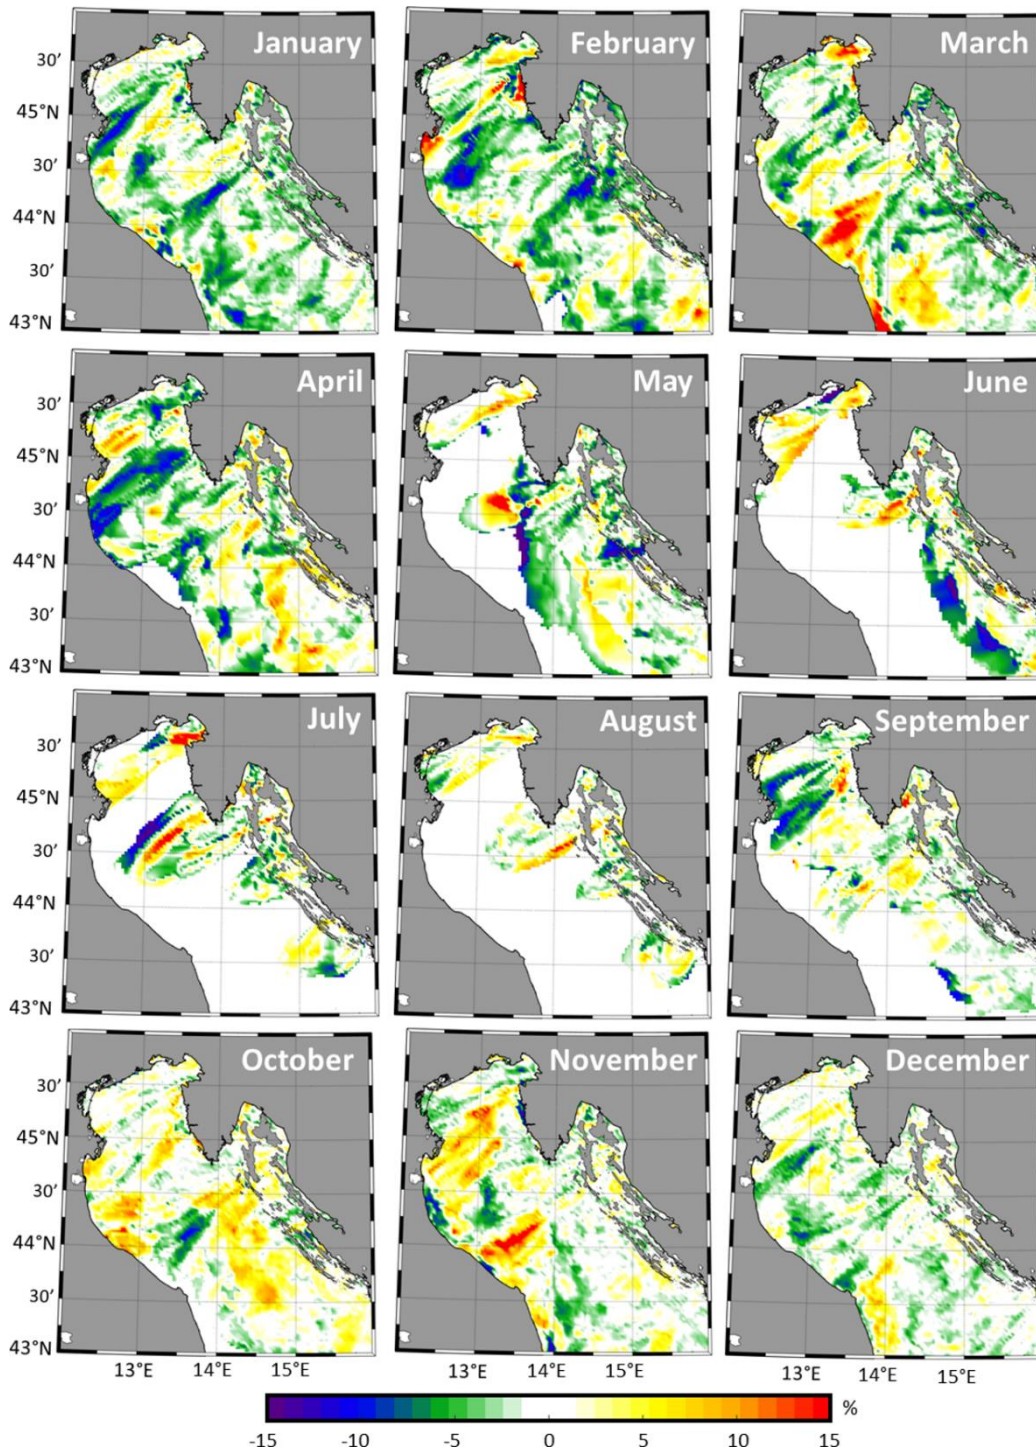 January
February
March
30'
45°N
30'
44°N
30'
43°N
April
May
June
30'
45°N
30'
44°N
30'
43°N
July
August
September
30'
45°N
30'
44°N
30'
43°N
October
November
December
30'
45°N
30'
44°N
30'
43°N
13°E 14°E 15°E 13°E 14°E 15°E 13°E 14°E 15°E
%
-15 -10 -5 0 5 10 15